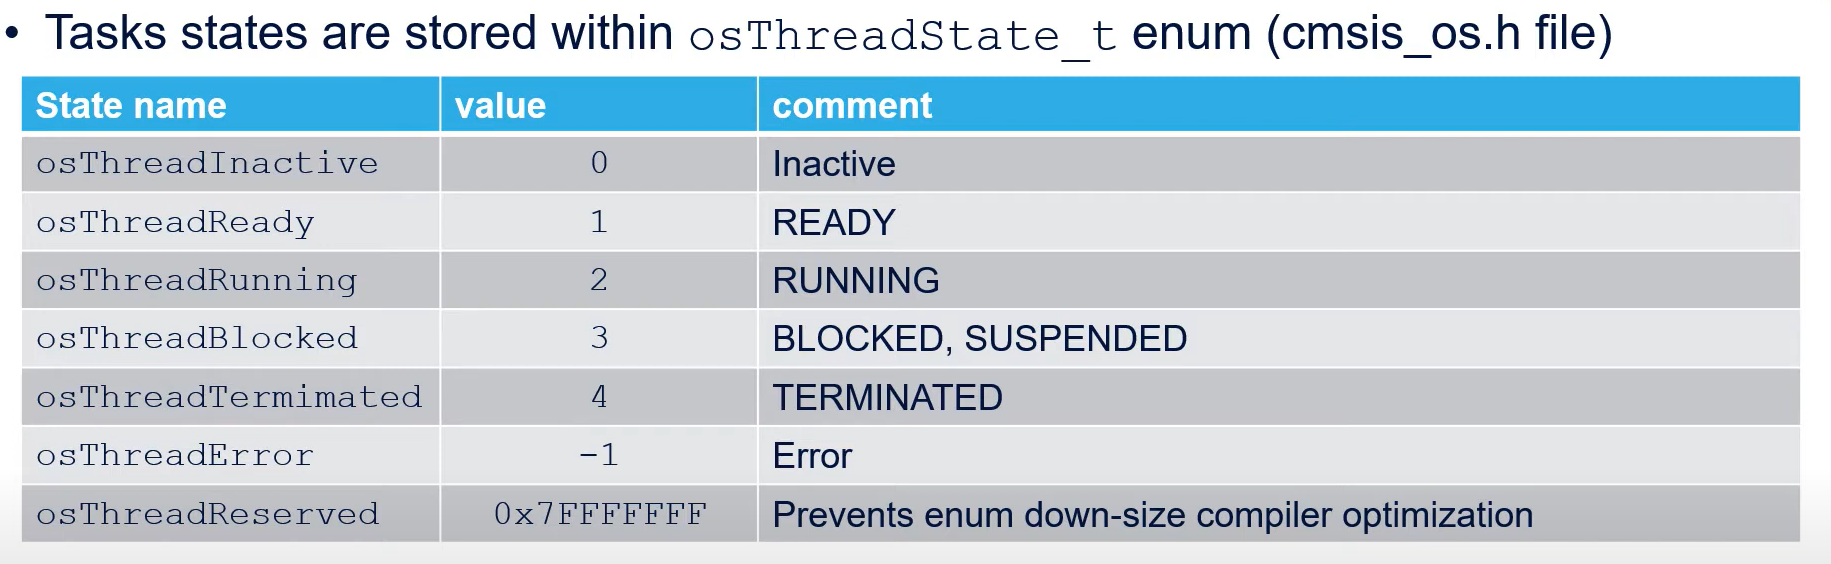 • Tasks states are stored within osThreadState_t enum (cmsis_os.h file)
State name value comment
osThreadInactive 0 Inactive
osThreadReady 1 READY
osThreadRunning 2 RUNNING
osThreadBlocked 3 BLOCKED, SUSPENDED
osThreadTermimated 4 TERMINATED
osThreadError -1 Error
osThreadReserved 0x7FFFFFFF Prevents enum down-size compiler optimization